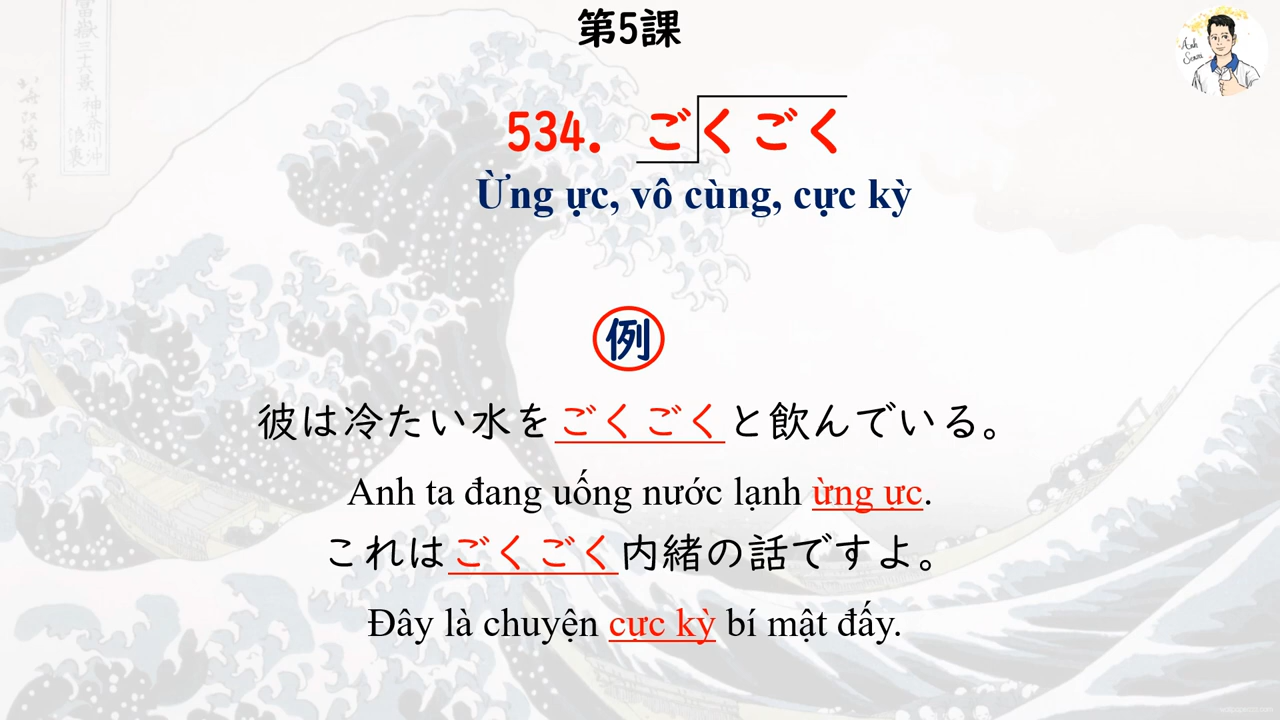 第5課
534. ごくごく
Ừng ực, vô cùng, cực kỳ
例
彼は冷たい水をごくごくと飲んでいる。
Anh ta đang uống nước lạnh ừng ực.
これはごくごく内緒の話ですよ。
Đây là chuyện cực kỳ bí mật đấy.